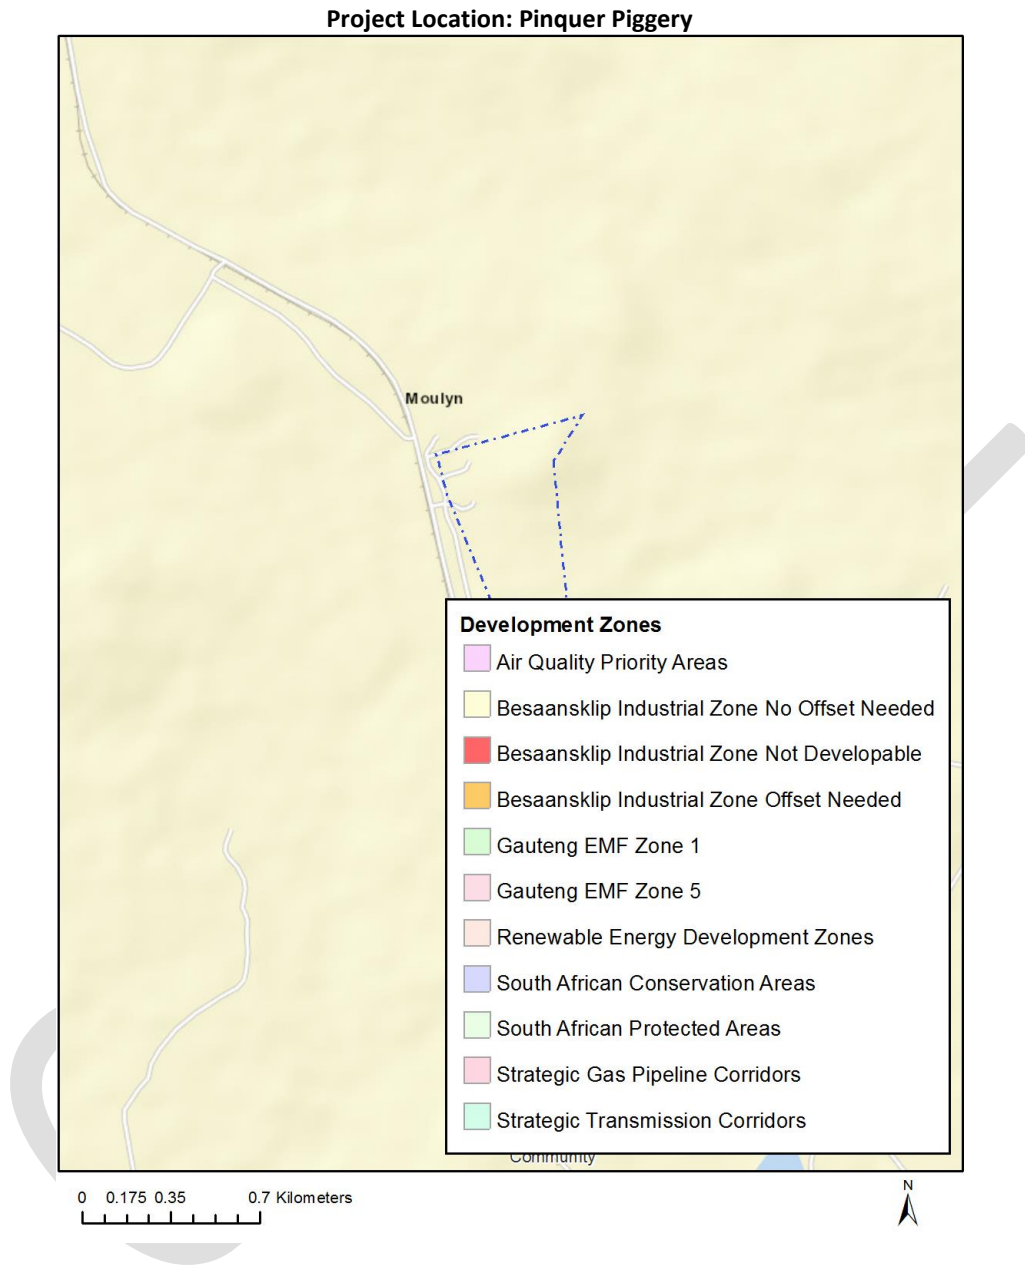 Project Location: Pinquer Piggery
Moulyn
Development Zones
Air Quality Priority Areas
Besaansklip Industrial Zone No Offset Needed
Besaansklip Industrial Zone Not Developable
Besaansklip Industrial Zone Offset Needed
Gauteng EMF Zone 1
Gauteng EMF Zone 5
Renewable Energy Development Zones
South African Conservation Areas
South African Protected Areas
Strategic Gas Pipeline Corridors
Strategic Transmission Corridors
Community
0 0.175 0.35 0.7 Kilometers
N